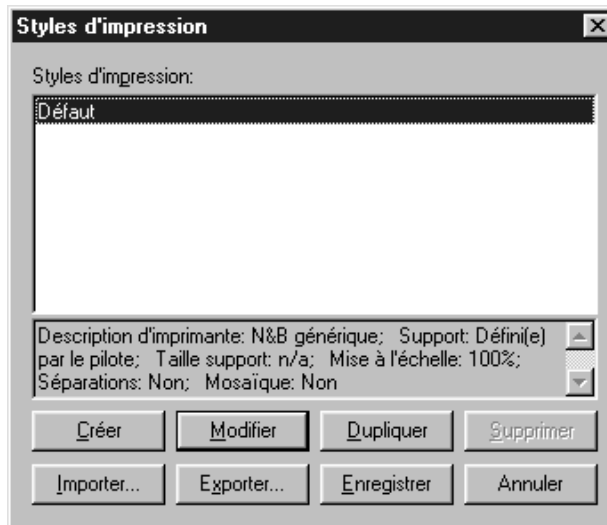 Styles d'impression
Styles d'impression:
Défaut
Description d'imprimante: N&B générique; Support: Défini(e)
par le pilote; Taille support: n/a; Mise à l'échelle: 100%;
Séparations: Non; Mosaïque: Non
Créer Modifier Dupliquer Supprimer
Importer... Exporter... Enregistrer Annuler